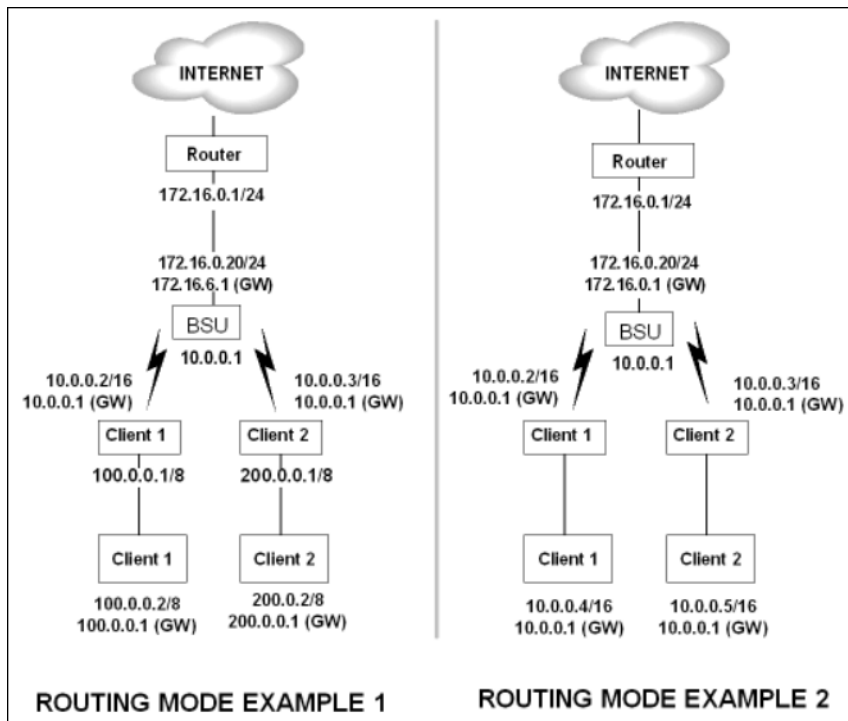 INTERNET
Router
172.16.0.1/24
172.16.0.20/24
172.16.6.1 (GW)
BSU
10.0.0.1
10.0.0.2/16
10.0.0.1 (GW)
10.0.0.3/16
10.0.0.1 (GW)
Client 1
Client 2
100.0.0.1/8
200.0.0.1/8
Client 1
Client 2
100.0.0.2/8
100.0.0.1 (GW)
200.0.2/8
200.0.0.1 (GW)
ROUTING MODE EXAMPLE 1
INTERNET
Router
172.16.0.1/24
172.16.0.20/24
172.16.0.1 (GW)
BSU
10.0.0.1
10.0.0.2/16
10.0.0.1 (GW)
10.0.0.3/16
10.0.0.1 (GW)
Client 1
Client 2
Client 1
Client 2
10.0.0.4/16
10.0.0.1 (GW)
10.0.0.5/16
10.0.0.1 (GW)
ROUTING MODE EXAMPLE 2